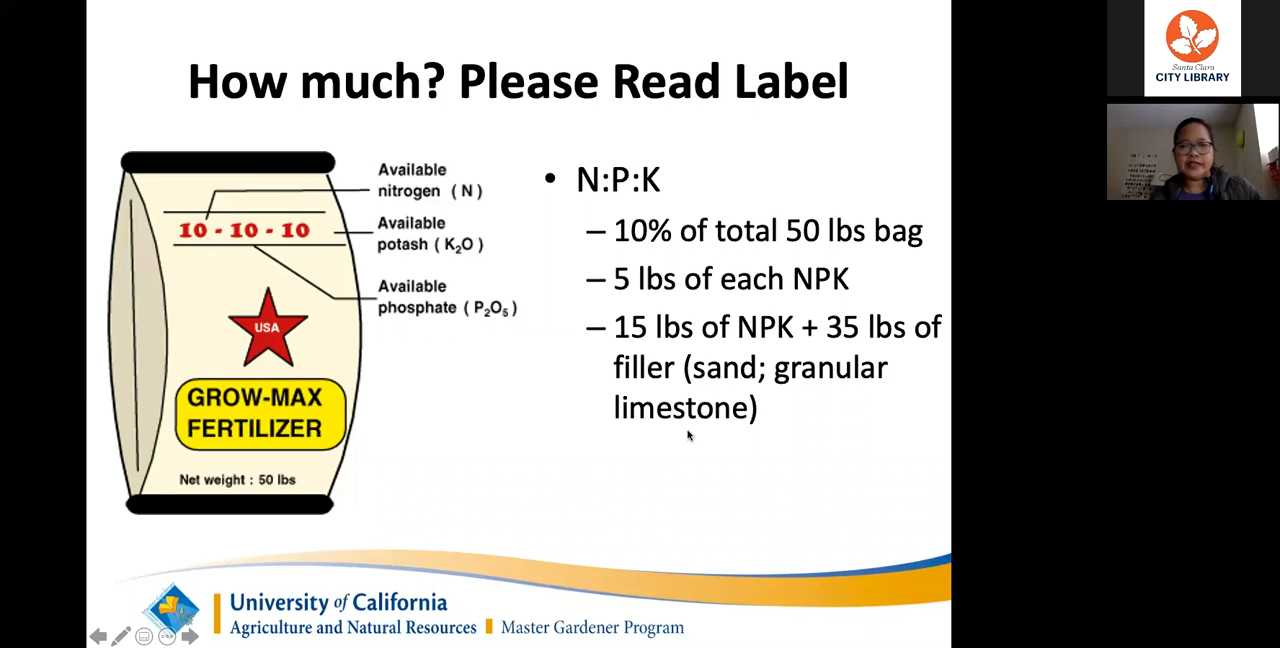 How much? Please Read Label
Available
nitrogen ( N )
10 - 10 - 10
Available
potash ( K₂O )
Available
phosphate ( P₂O₅ )
USA
GROW-MAX
FERTILIZER
Net weight : 50 lbs
• N:P:K
– 10% of total 50 lbs bag
– 5 lbs of each NPK
– 15 lbs of NPK + 35 lbs of
filler (sand; granular
limestone)
University of California
Agriculture and Natural Resources
Master Gardener Program
Santa Clara
CITY LIBRARY